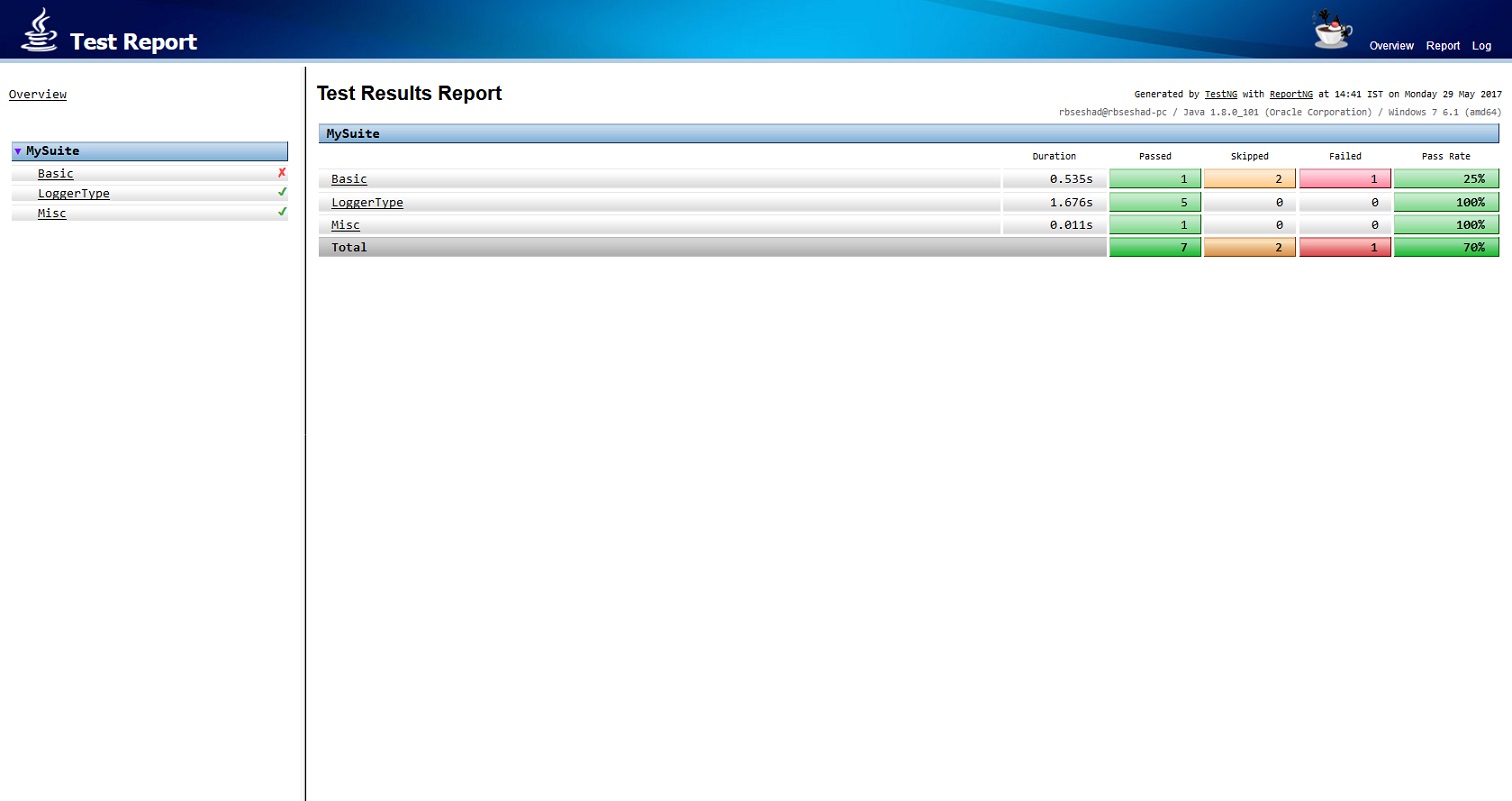 Test Report
Overview Report Log
Overview
MySuite
Basic ✗
LoggerType ✓
Misc ✓
Test Results Report
Generated by TestNG with ReportNG at 14:41 IST on Monday 29 May 2017
rbseshad@rbseshad-pc / Java 1.8.0_101 (Oracle Corporation) / Windows 7 6.1 (amd64)
MySuite
Duration Passed Skipped Failed Pass Rate
Basic 0.535s 1 2 1 25%
LoggerType 1.676s 5 0 0 100%
Misc 0.011s 1 0 0 100%
Total 7 2 1 70%